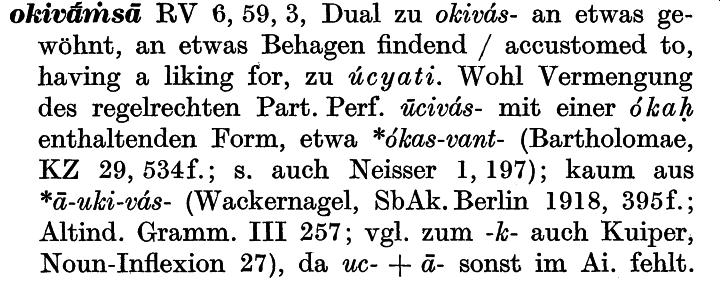 okivā́ṁsā RV 6, 59, 3, Dual zu okivás- an etwas ge-
wöhnt, an etwas Behagen findend / accustomed to,
having a liking for, zu úcyati. Wohl Vermengung
des regelrechten Part. Perf. ūcivás- mit einer ókaḥ
enthaltenden Form, etwa *ókas-vant- (Bartholomae,
KZ 29, 534f.; s. auch Neisser 1, 197); kaum aus
*ā-uki-vás- (Wackernagel, SbAk. Berlin 1918, 395f.;
Altind. Gramm. III 257; vgl. zum -k- auch Kuiper,
Noun-Inflexion 27), da uc- + ā- sonst im Ai. fehlt.